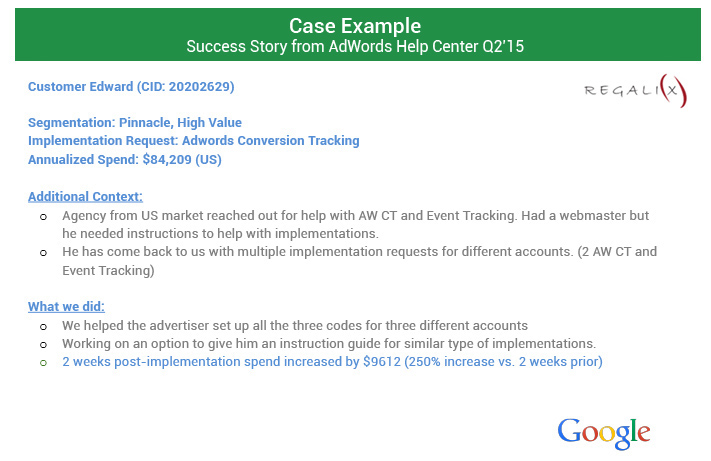 Case Example
Success Story from AdWords Help Center Q2'15
Customer Edward (CID: 20202629)
REGALI(X)
Segmentation: Pinnacle, High Value
Implementation Request: Adwords Conversion Tracking
Annualized Spend: $84,209 (US)
Additional Context:
o Agency from US market reached out for help with AW CT and Event Tracking. Had a webmaster but
he needed instructions to help with implementations.
o He has come back to us with multiple implementation requests for different accounts. (2 AW CT and
Event Tracking)
What we did:
o We helped the advertiser set up all the three codes for three different accounts
o Working on an option to give him an instruction guide for similar type of implementations.
o 2 weeks post-implementation spend increased by $9612 (250% increase vs. 2 weeks prior)
Google